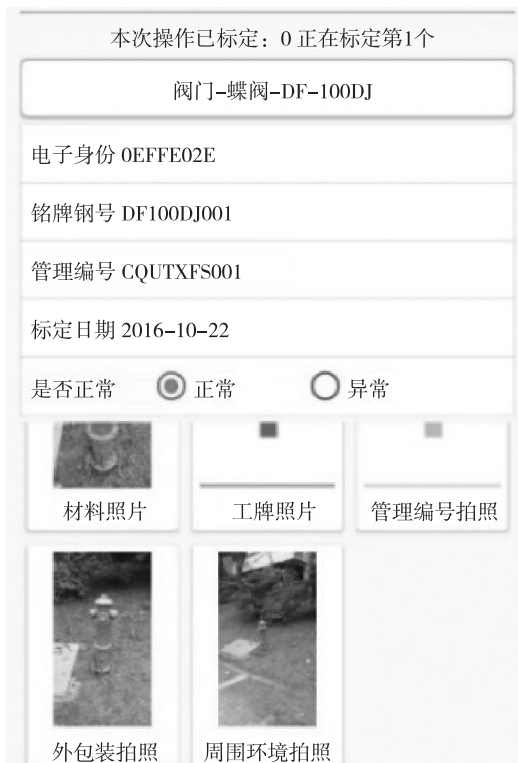 本次操作已标定：0 正在标定第1个
阀门-蝶阀-DF-100DJ
电子身份 0EFFE02E
铭牌钢号 DF100DJ001
管理编号 CQUTXFS001
标定日期 2016-10-22
是否正常 正常 异常
材料照片 工牌照片 管理编号拍照
外包装拍照 周围环境拍照